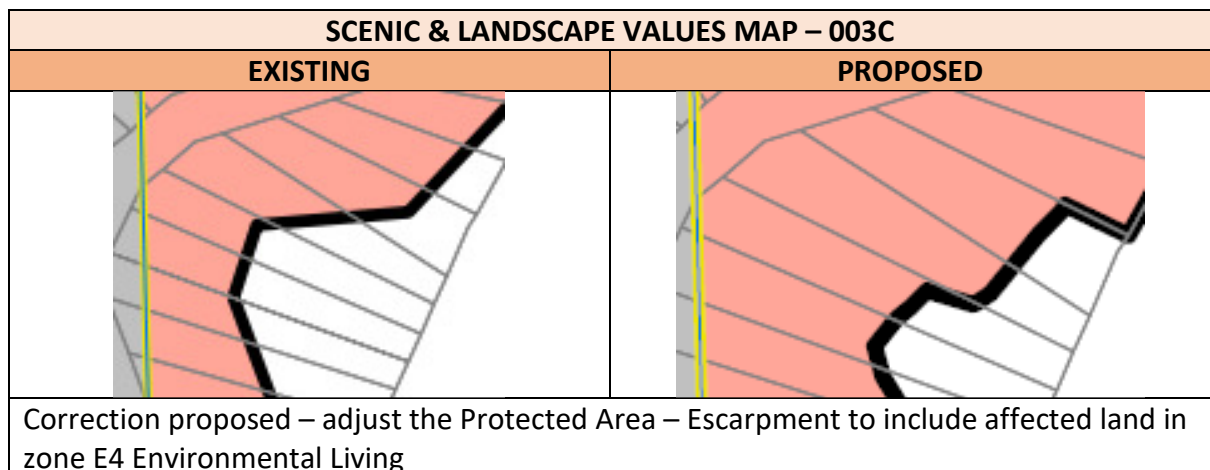 SCENIC & LANDSCAPE VALUES MAP – 003C
EXISTING
PROPOSED
Correction proposed – adjust the Protected Area – Escarpment to include affected land in
zone E4 Environmental Living